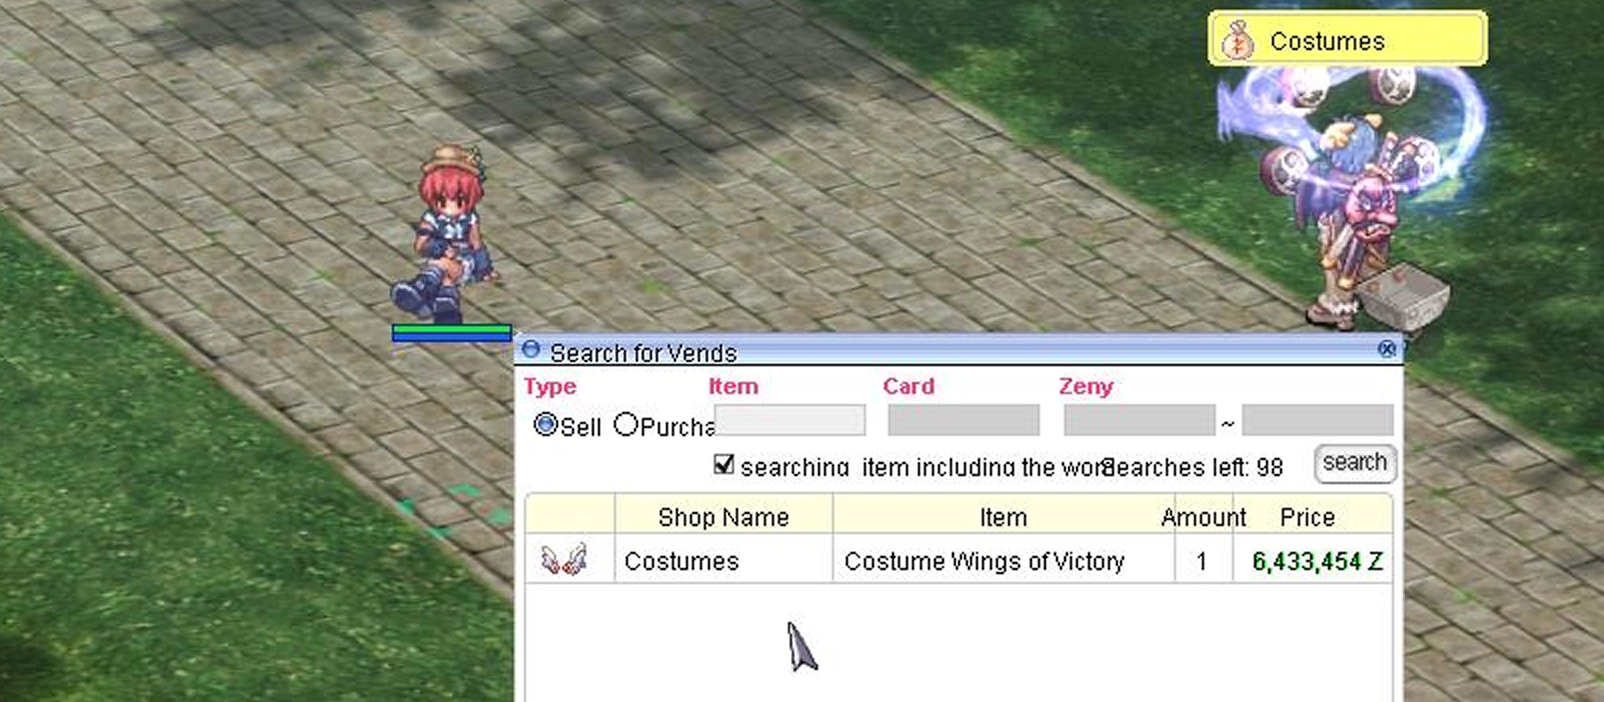 Costumes
Search for Vends
Type Item Card Zeny
Sell Purcha ~
searching item including the wor Searches left: 98 search
Shop Name Item Amount Price
Costumes Costume Wings of Victory 1 6,433,454 Z